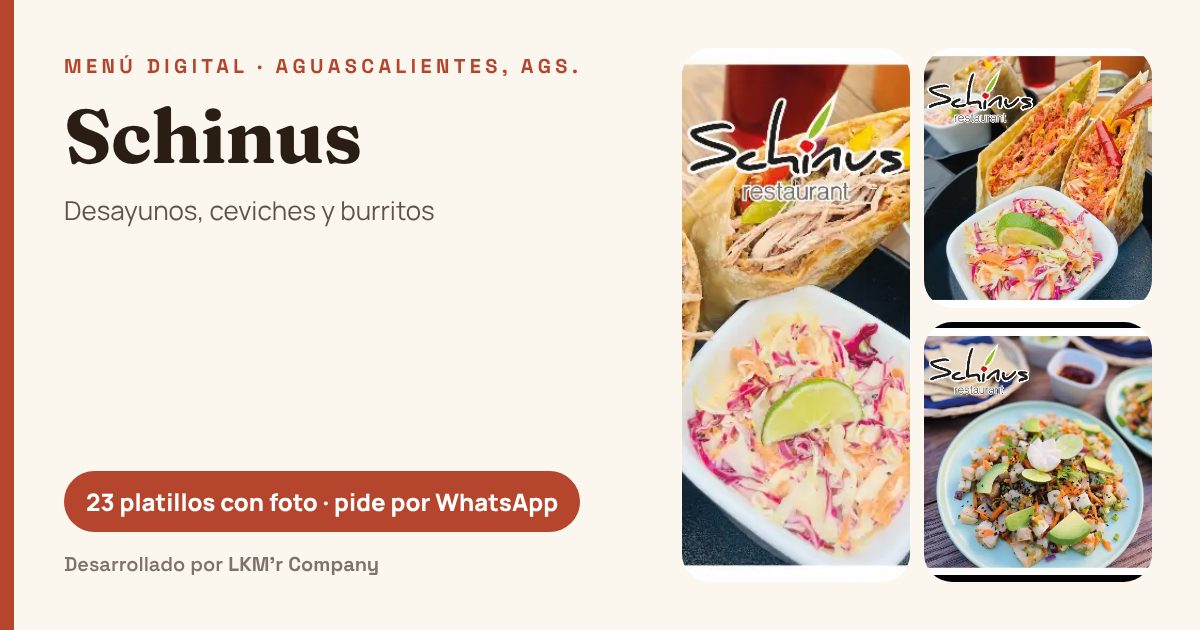 MENÚ DIGITAL · AGUASCALIENTES, AGS.
Schinus
Desayunos, ceviches y burritos
23 platillos con foto · pide por WhatsApp
Desarrollado por LKM’r Company
Schinus
restaurant
Schinus
restaurant
Schinus
restaurant